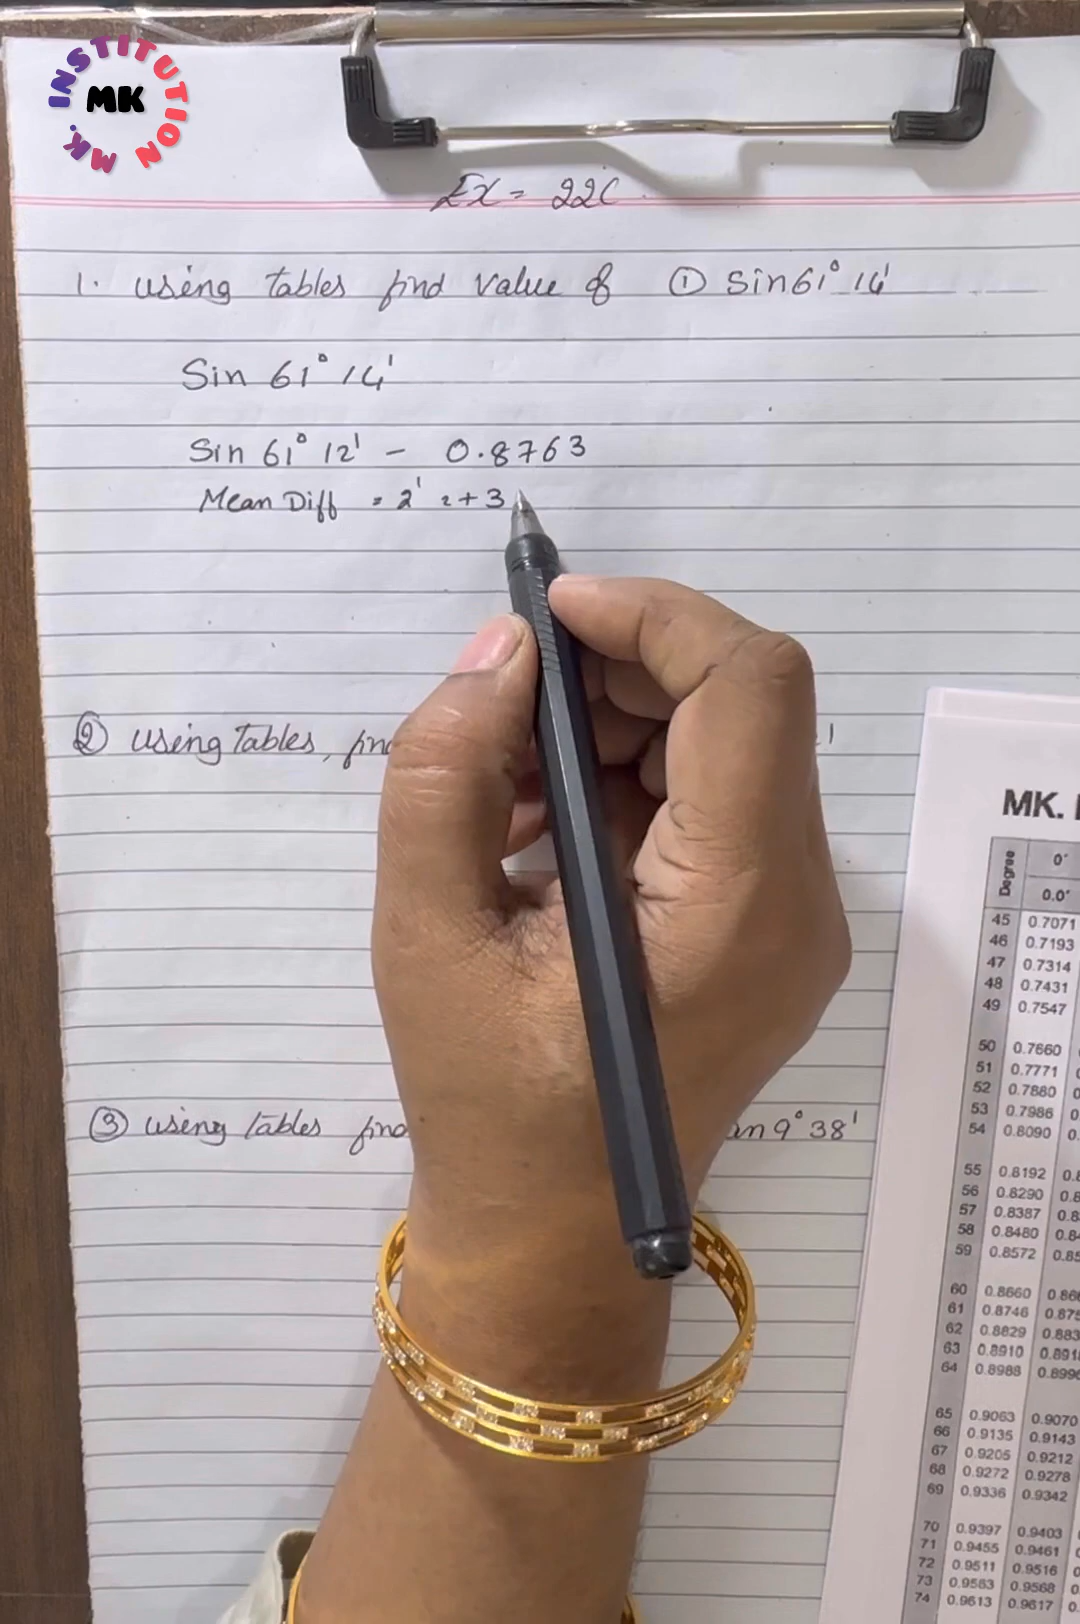 MK. INSTITUTION
MK
Ex = 22C
1. using tables find value of ① Sin61° 14'
Sin 61° 14'
Sin 61° 12' - 0.8763
Mean Diff = 2' = +3
② using Tables, find
③ using tables find
an 9° 38'
MK.
Degree 0'
0.0°
45 0.7071
46 0.7193
47 0.7314
48 0.7431
49 0.7547
50 0.7660
51 0.7771
52 0.7880
53 0.7986
54 0.8090
55 0.8192
56 0.8290
57 0.8387
58 0.8480
59 0.8572
60 0.8660
61 0.8746
62 0.8829
63 0.8910
64 0.8988
65 0.9063 0.9070
66 0.9135 0.9143
67 0.9205 0.9212
68 0.9272 0.9278
69 0.9336 0.9342
70 0.9397 0.9403
71 0.9455 0.9461
72 0.9511 0.9516
73 0.9563 0.9568
74 0.9613 0.9617